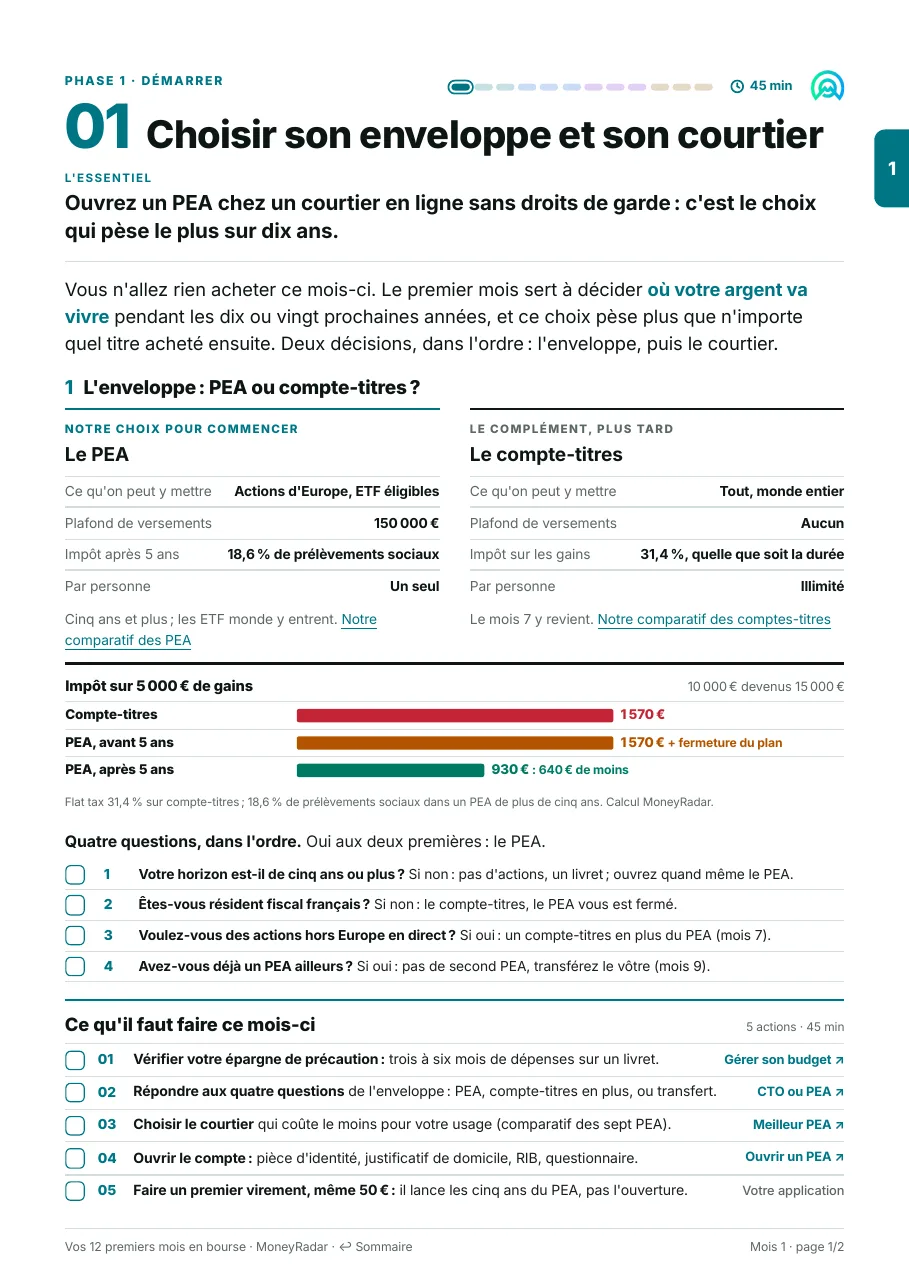 PHASE 1 · DÉMARRER
45 min
01 Choisir son enveloppe et son courtier
1
L'ESSENTIEL
Ouvrez un PEA chez un courtier en ligne sans droits de garde : c'est le choix
qui pèse le plus sur dix ans.
Vous n'allez rien acheter ce mois-ci. Le premier mois sert à décider où votre argent va
vivre pendant les dix ou vingt prochaines années, et ce choix pèse plus que n'importe
quel titre acheté ensuite. Deux décisions, dans l'ordre : l'enveloppe, puis le courtier.
1 L'enveloppe : PEA ou compte-titres ?
NOTRE CHOIX POUR COMMENCER
Le PEA
Ce qu'on peut y mettre Actions d'Europe, ETF éligibles
Plafond de versements 150 000 €
Impôt après 5 ans 18,6 % de prélèvements sociaux
Par personne Un seul
Cinq ans et plus ; les ETF monde y entrent. Notre
comparatif des PEA
LE COMPLÉMENT, PLUS TARD
Le compte-titres
Ce qu'on peut y mettre Tout, monde entier
Plafond de versements Aucun
Impôt sur les gains 31,4 %, quelle que soit la durée
Par personne Illimité
Le mois 7 y revient. Notre comparatif des comptes-titres
Impôt sur 5 000 € de gains 10 000 € devenus 15 000 €
Compte-titres 1 570 €
PEA, avant 5 ans 1 570 € + fermeture du plan
PEA, après 5 ans 930 € : 640 € de moins
Flat tax 31,4 % sur compte-titres ; 18,6 % de prélèvements sociaux dans un PEA de plus de cinq ans. Calcul MoneyRadar.
Quatre questions, dans l'ordre. Oui aux deux premières : le PEA.
1 Votre horizon est-il de cinq ans ou plus ? Si non : pas d'actions, un livret ; ouvrez quand même le PEA.
2 Êtes-vous résident fiscal français ? Si non : le compte-titres, le PEA vous est fermé.
3 Voulez-vous des actions hors Europe en direct ? Si oui : un compte-titres en plus du PEA (mois 7).
4 Avez-vous déjà un PEA ailleurs ? Si oui : pas de second PEA, transférez le vôtre (mois 9).
Ce qu'il faut faire ce mois-ci 5 actions · 45 min
01 Vérifier votre épargne de précaution : trois à six mois de dépenses sur un livret. Gérer son budget ↗
02 Répondre aux quatre questions de l'enveloppe : PEA, compte-titres en plus, ou transfert. CTO ou PEA ↗
03 Choisir le courtier qui coûte le moins pour votre usage (comparatif des sept PEA). Meilleur PEA ↗
04 Ouvrir le compte : pièce d'identité, justificatif de domicile, RIB, questionnaire. Ouvrir un PEA ↗
05 Faire un premier virement, même 50 € : il lance les cinq ans du PEA, pas l'ouverture. Votre application
Vos 12 premiers mois en bourse · MoneyRadar · ↩ Sommaire Mois 1 · page 1/2